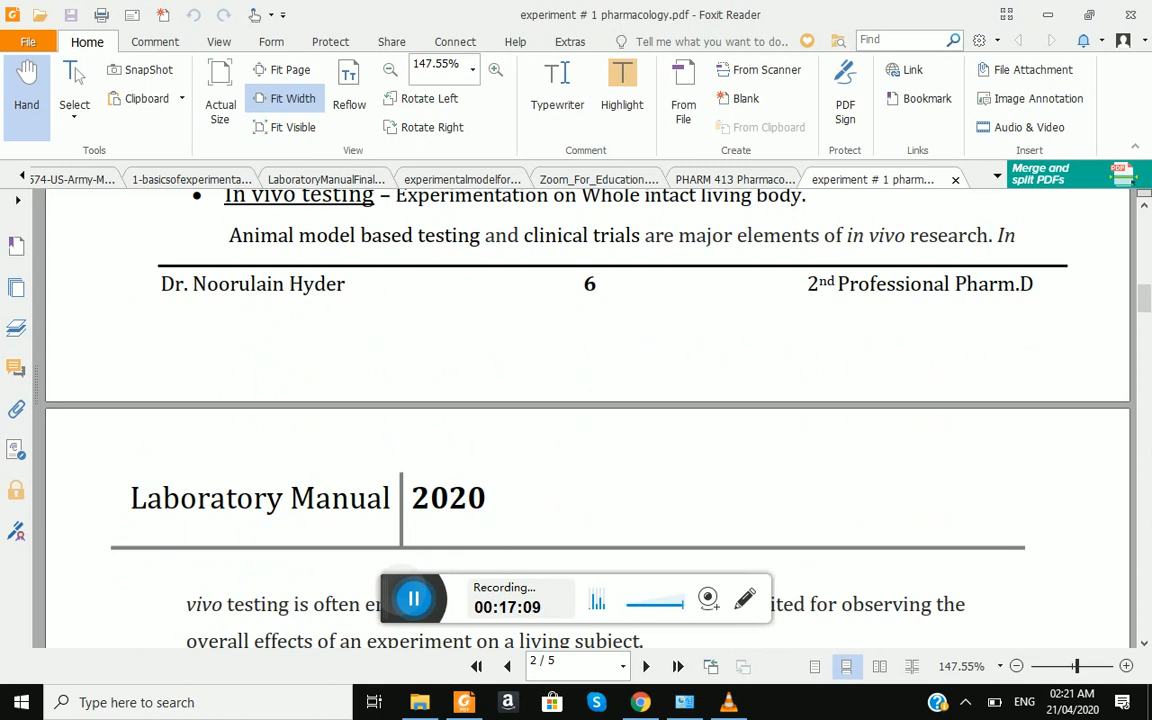 experiment # 1 pharmacology.pdf - Foxit Reader
File Home Comment View Form Protect Share Connect Help Extras Tell me what you want to do.. Find
Hand
Select
SnapShot
Clipboard
Tools
Actual Size
Fit Page
Fit Width
Fit Visible
Reflow
147.55%
Rotate Left
Rotate Right
View
Typewriter
Highlight
Comment
From File
From Scanner
Blank
From Clipboard
Create
PDF Sign
Protect
Link
Bookmark
Links
File Attachment
Image Annotation
Audio & Video
Insert
574-US-Army-M... 1-basicsofexperimenta... LaboratoryManualFinal... experimentalmodelfor... Zoom_For_Education.... PHARM 413 Pharmaco... experiment # 1 pharm...
Merge and split PDFs
• In vivo testing – Experimentation on Whole intact living body.
Animal model based testing and clinical trials are major elements of in vivo research. In
Dr. Noorulain Hyder 6 2nd Professional Pharm.D
Laboratory Manual 2020
vivo testing is often ited for observing the
overall effects of an experiment on a living subject.
Recording...
00:17:09
2 / 5
147.55%
Type here to search
ENG
02:21 AM
21/04/2020